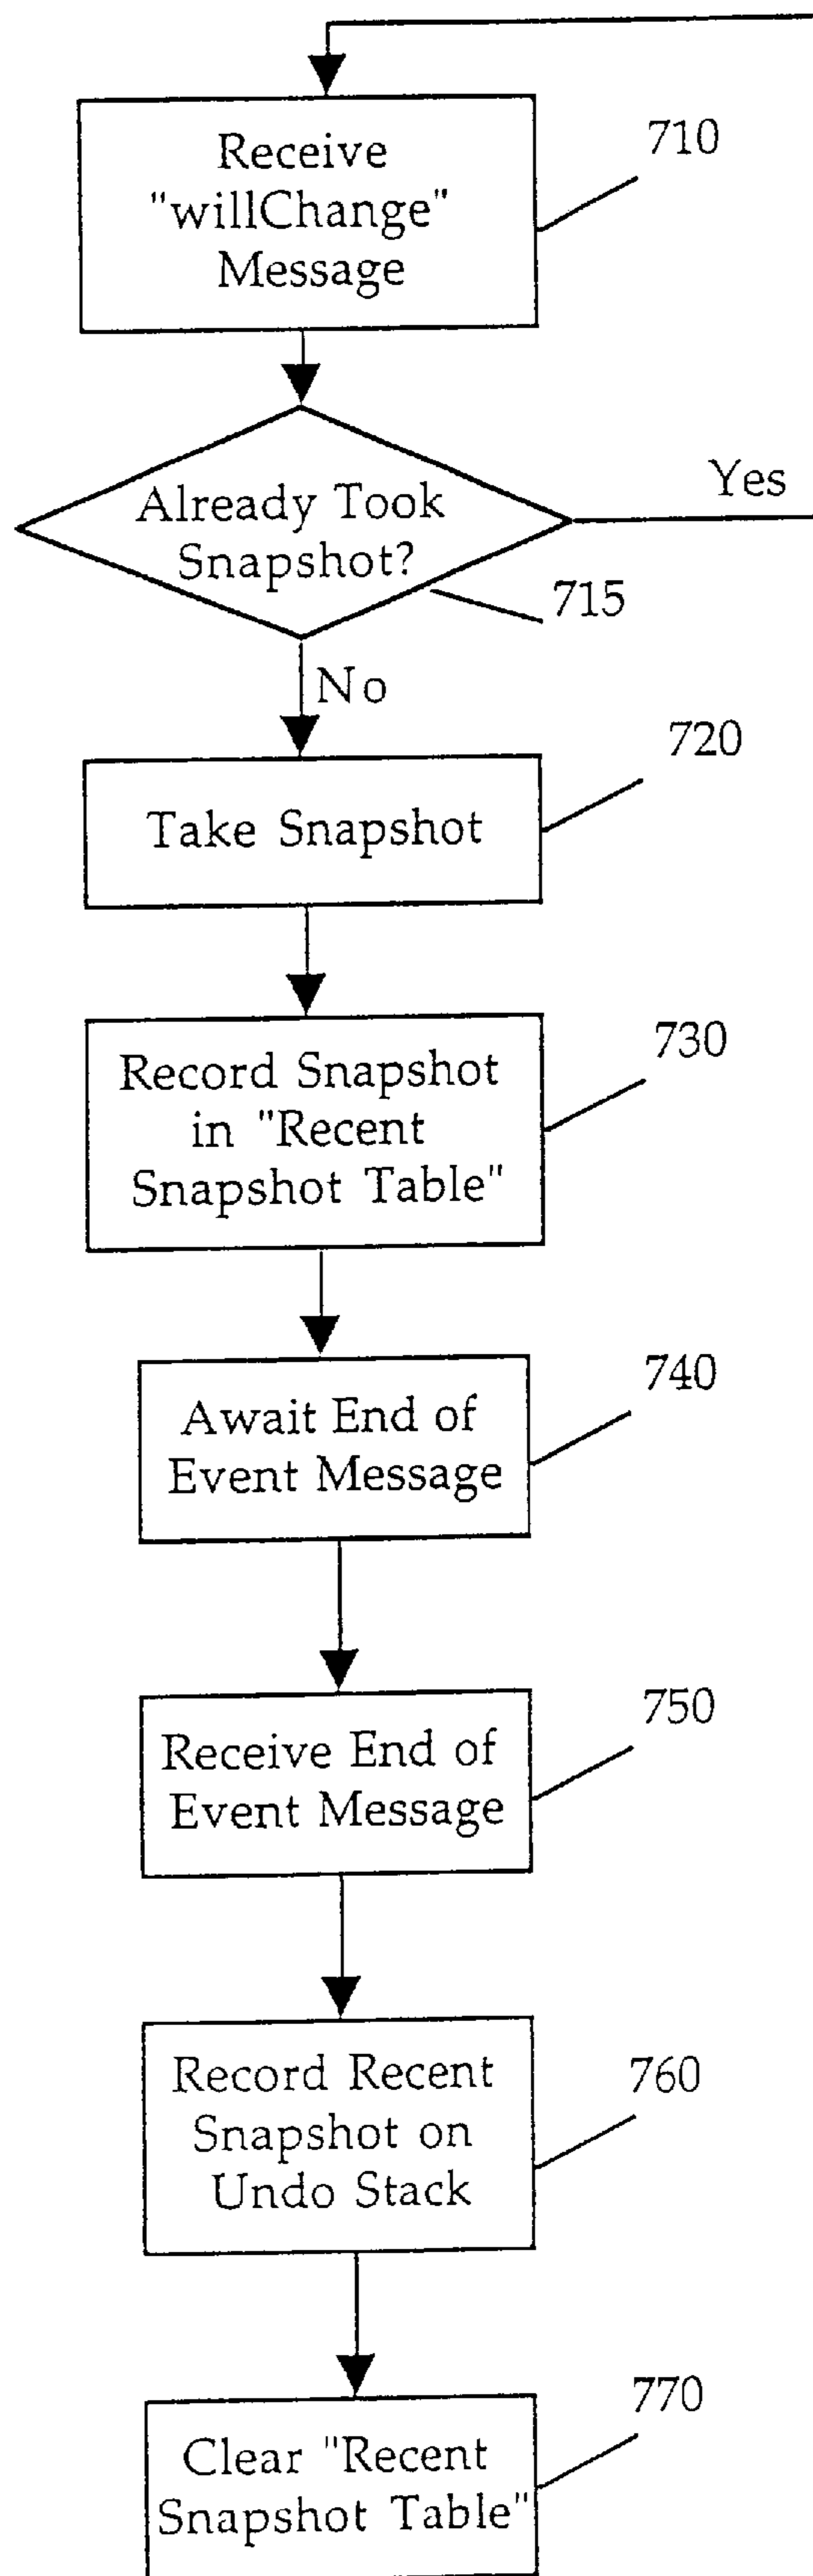 Receive
"willChange"
Message
710
Already Took
Snapshot?
Yes
715
No
720
Take Snapshot
730
Record Snapshot
in "Recent
Snapshot Table"
740
Await End of
Event Message
750
Receive End of
Event Message
760
Record Recent
Snapshot on
Undo Stack
770
Clear "Recent
Snapshot Table"